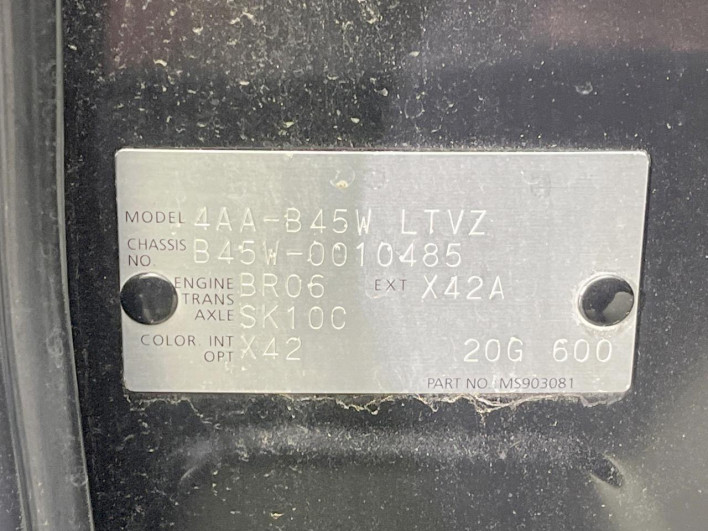 MODEL 4AA-B45W LTVZ
CHASSIS NO. B45W-0010485
ENGINE BR06 EXT X42A
TRANS AXLE SK10C
COLOR. INT OPT X42 20G 600
PART NO. MS903081